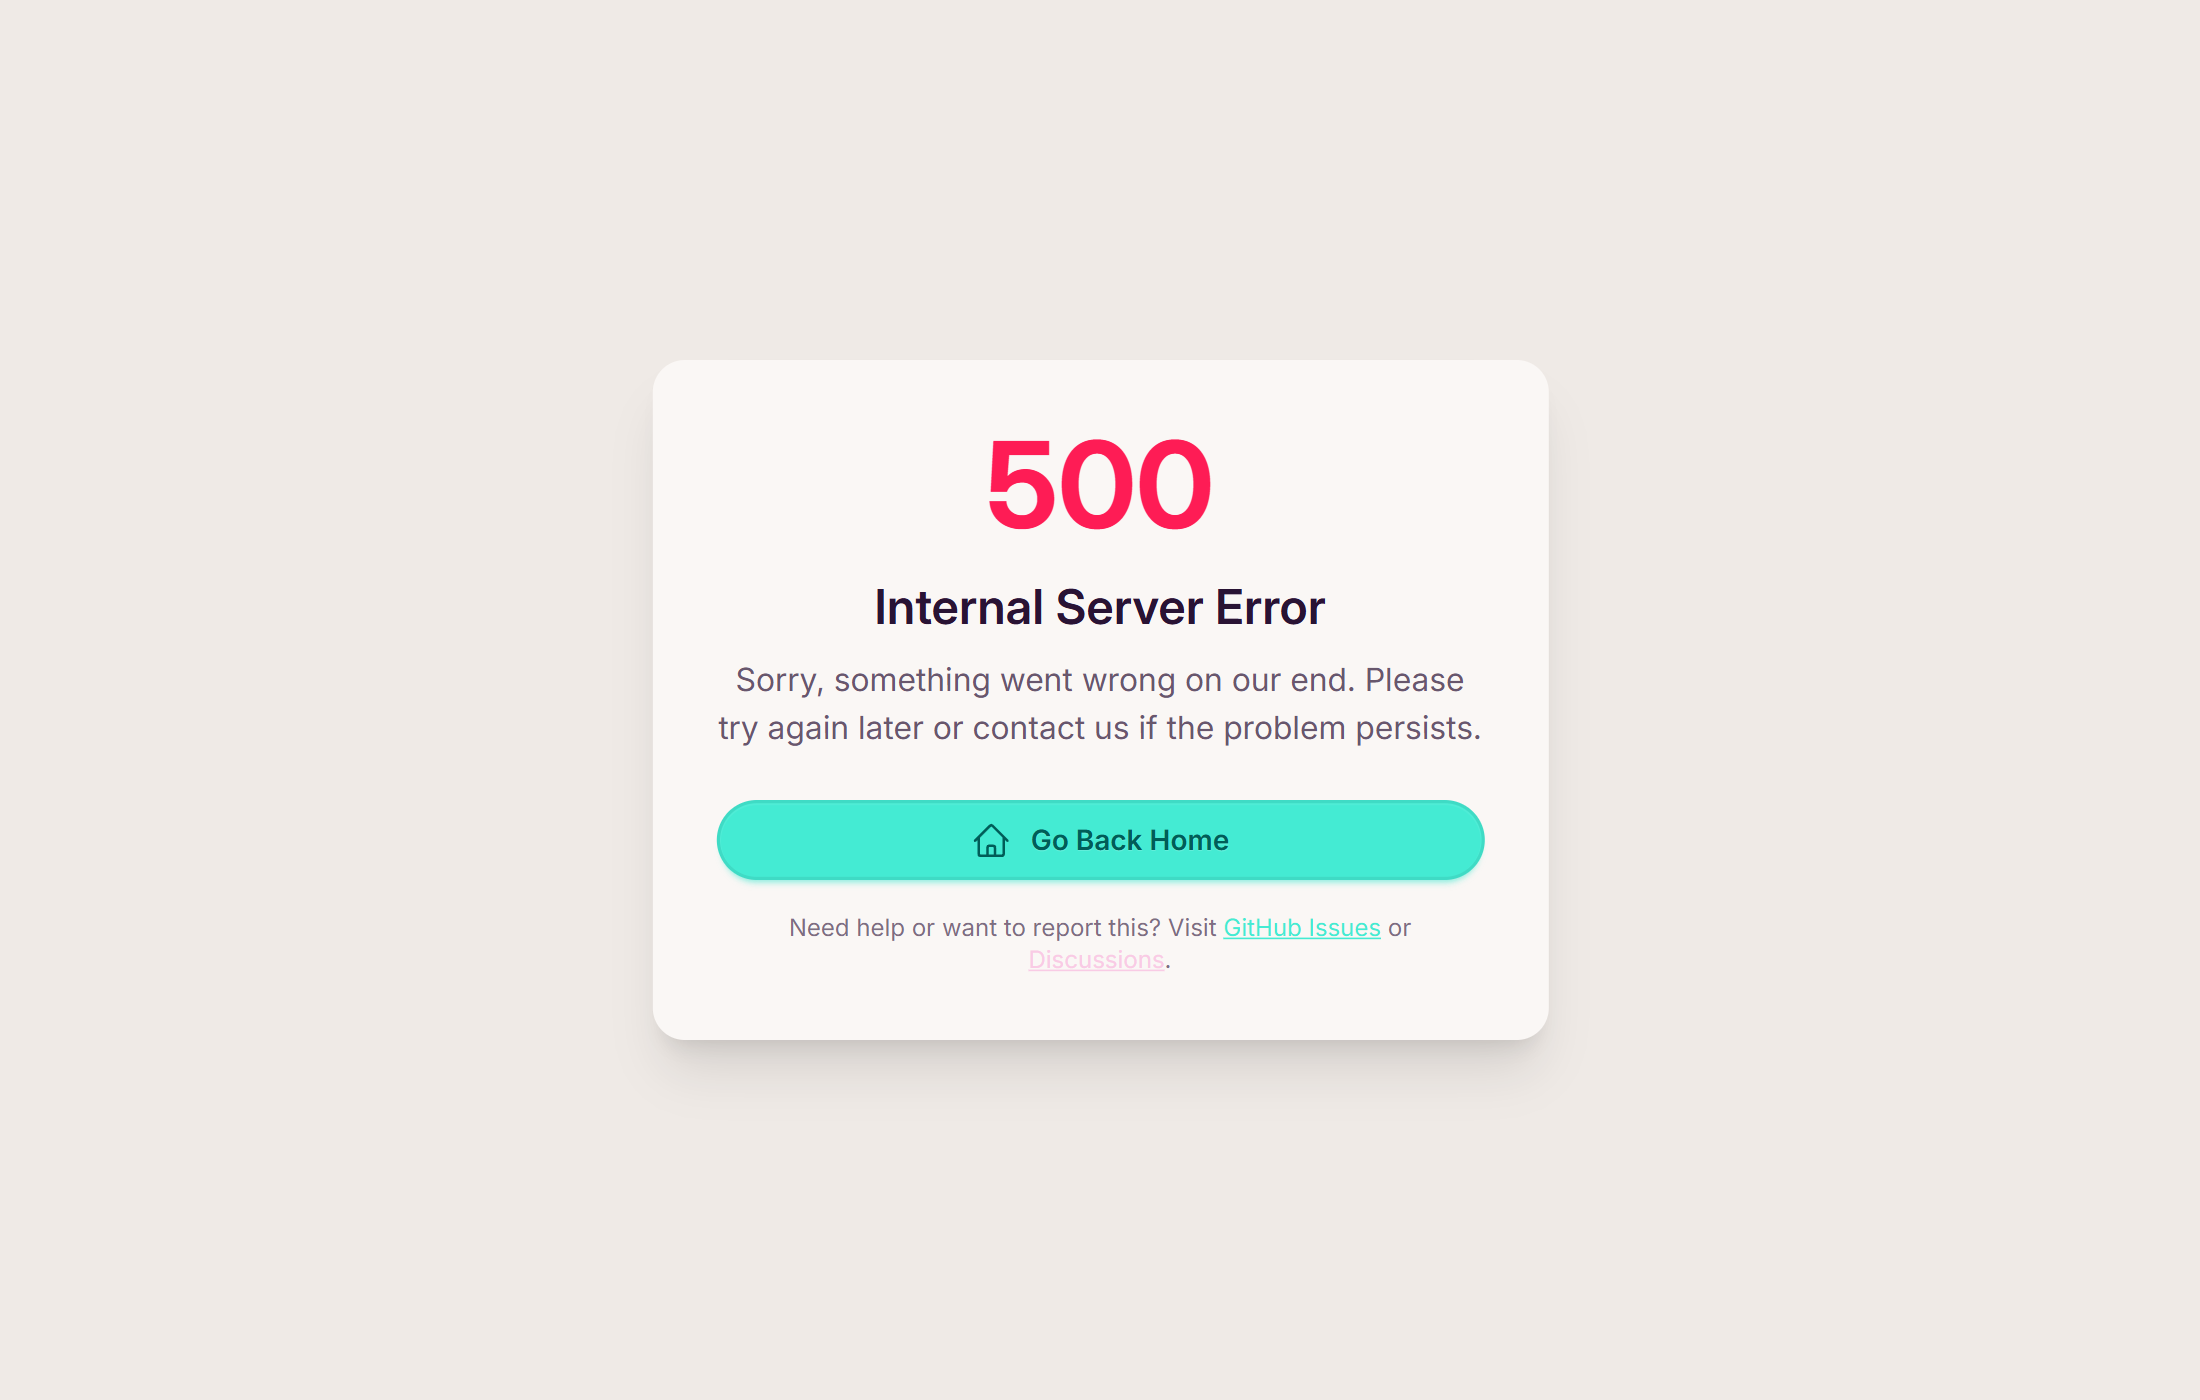 500
Internal Server Error
Sorry, something went wrong on our end. Please
try again later or contact us if the problem persists.
Go Back Home
Need help or want to report this? Visit GitHub Issues or
Discussions.